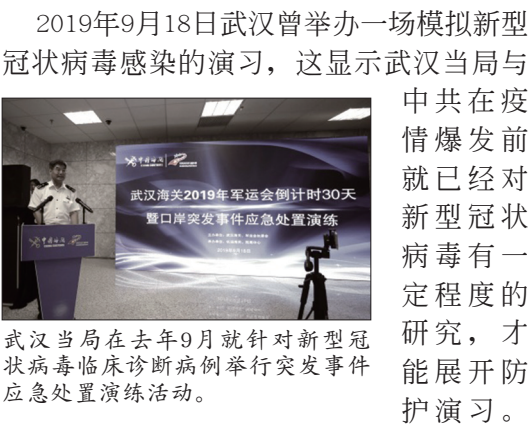 2019年9月18日武汉曾举办一场模拟新型
冠状病毒感染的演习，这显示武汉当局与
中共在疫
情爆发前
就已经对
新型冠状
病毒有一
定程度的
研究，才
能展开防
护演习。
武汉海关2019年军运会倒计时30天
暨口岸突发事件应急处置演练
武汉当局在去年9月就针对新型冠
状病毒临床诊断病例举行突发事件
应急处置演练活动。